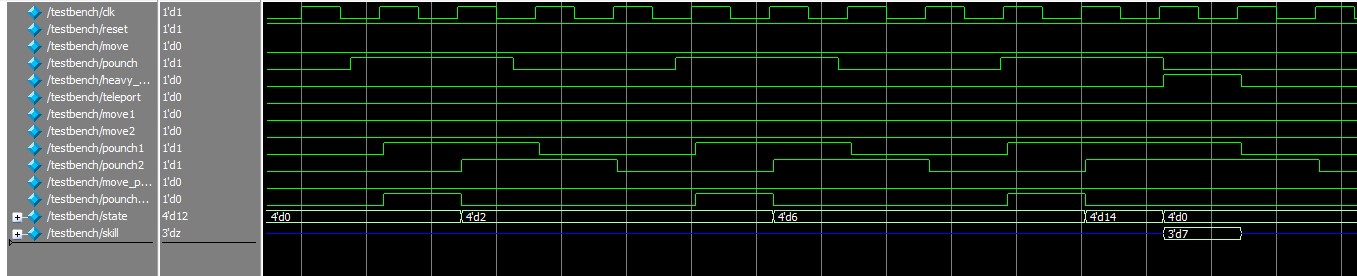 /testbench/clk 1'd1
/testbench/reset 1'd1
/testbench/move 1'd0
/testbench/pounch 1'd1
/testbench/heavy_... 1'd0
/testbench/teleport 1'd0
/testbench/move1 1'd0
/testbench/move2 1'd0
/testbench/pounch1 1'd1
/testbench/pounch2 1'd1
/testbench/move_p... 1'd0
/testbench/pounch... 1'd0
/testbench/state 4'd12 4'd0 4'd2 4'd6 4'd14 4'd0
/testbench/skill 3'dz 3'd7